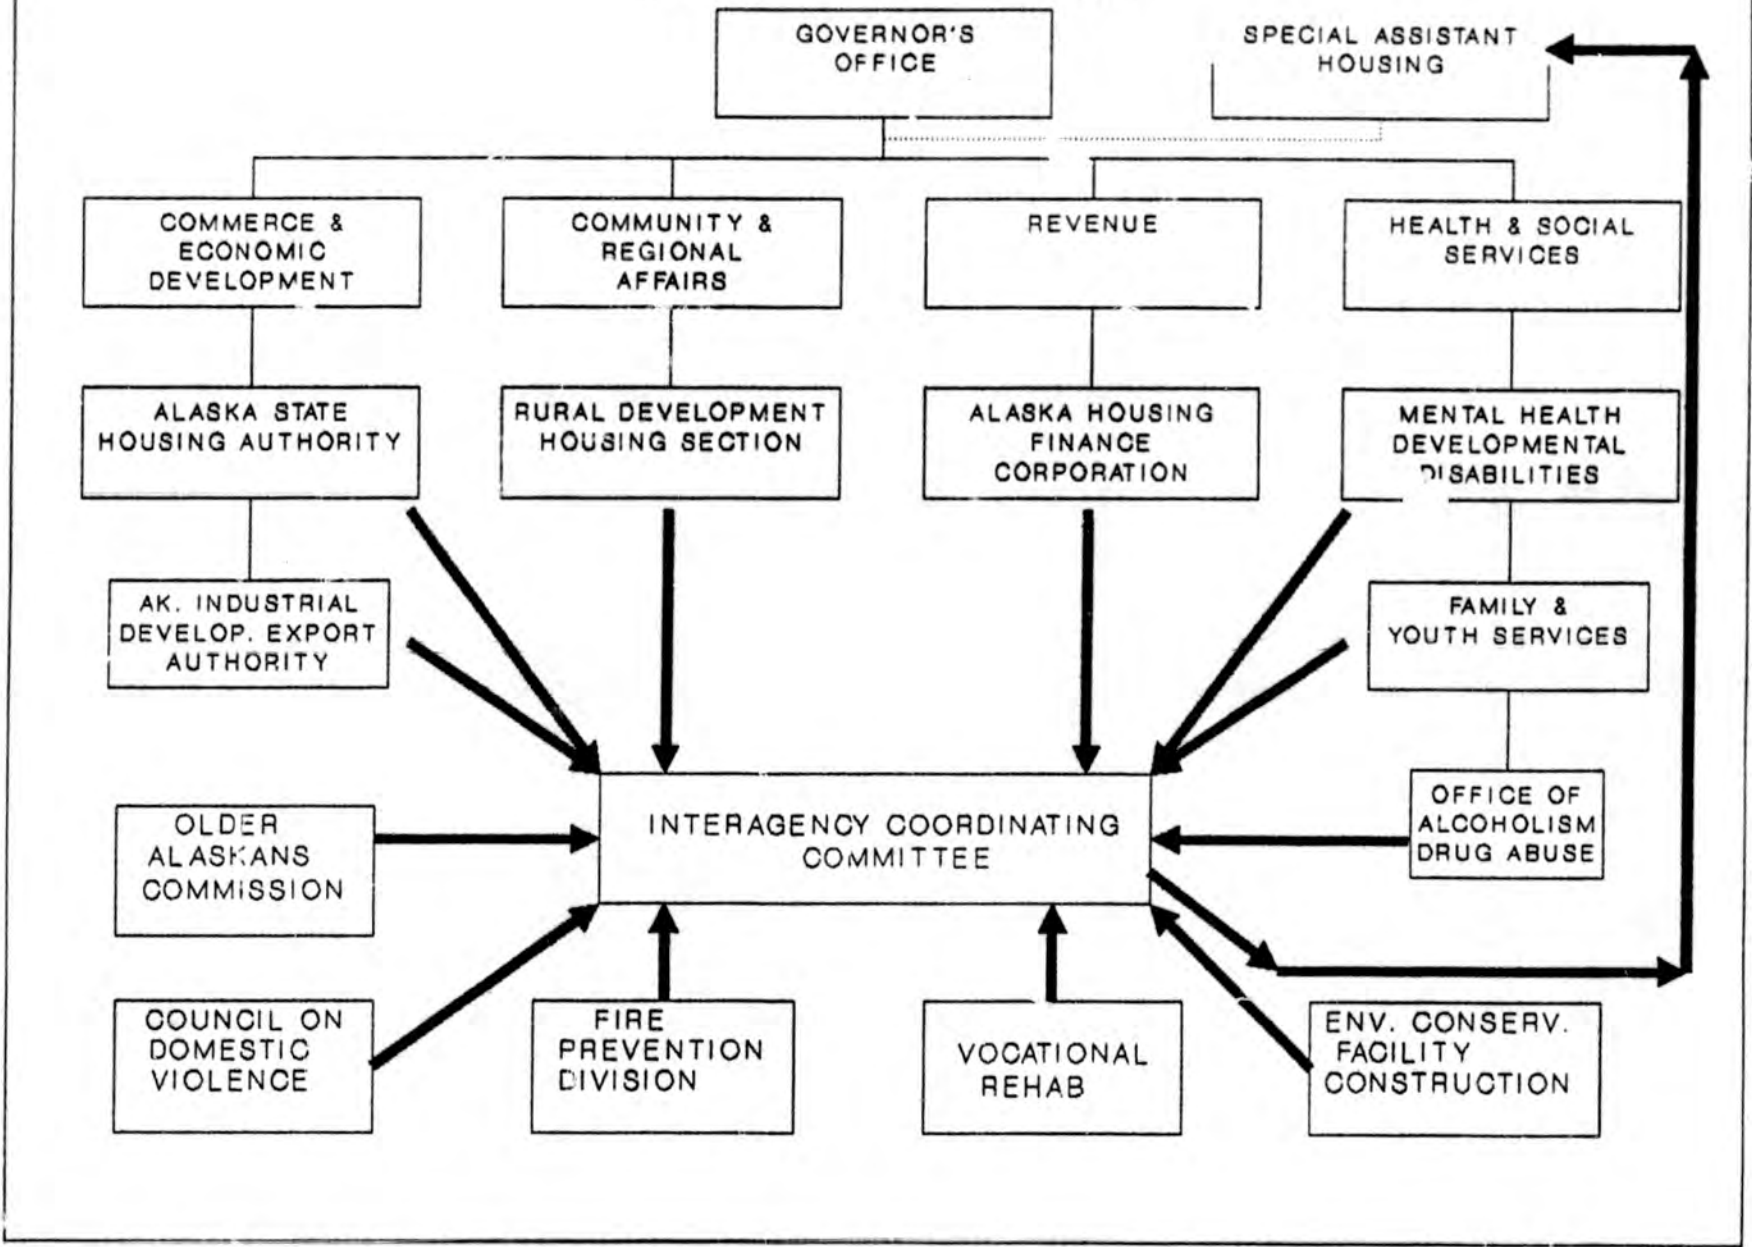 GOVERNOR'S
OFFICE
SPECIAL ASSISTANT
HOUSING
COMMERCE &
ECONOMIC
DEVELOPMENT
COMMUNITY &
REGIONAL
AFFAIRS
REVENUE
HEALTH & SOCIAL
SERVICES
ALASKA STATE
HOUSING AUTHORITY
RURAL DEVELOPMENT
HOUSING SECTION
ALASKA HOUSING
FINANCE
CORPORATION
MENTAL HEALTH
DEVELOPMENTAL
DISABILITIES
AK. INDUSTRIAL
DEVELOP. EXPORT
AUTHORITY
FAMILY &
YOUTH SERVICES
OLDER
ALASKANS
COMMISSION
INTERAGENCY COORDINATING
COMMITTEE
OFFICE OF
ALCOHOLISM
DRUG ABUSE
COUNCIL ON
DOMESTIC
VIOLENCE
FIRE
PREVENTION
DIVISION
VOCATIONAL
REHAB
ENV. CONSERV.
FACILITY
CONSTRUCTION